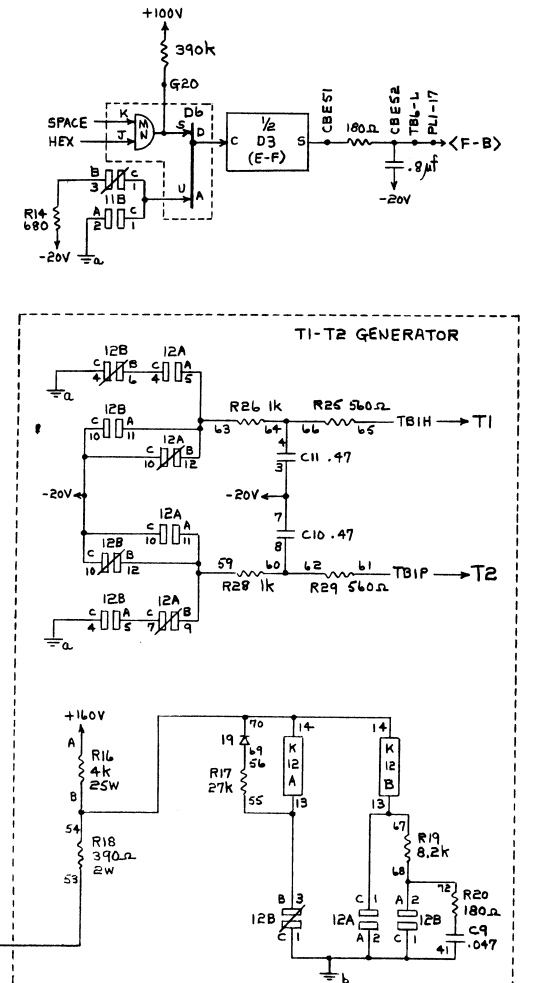 +100V
390k
G20
D6
SPACE K M S D
HEX J N
C ½ S
D3
(E-F)
CBE51
180Ω
CBE52
TB6-L
PL1-17
<F-B>
.8μf
-20V
B C
3 1
11B
A C
2 1
U A
R14
680
-20V
a
T1-T2 GENERATOR
12B 12A
C B C A
4 6 4 5
a
12B
C A
10 11
12A
C B
10 12
R26 1k
63 64
R25 560Ω
66 65
TB1H
T1
4
3
C11 .47
-20V
-20V
7
8
C10 .47
12A
C A
10 11
12B
C B
10 12
59 60
R28 1k
62 61
R29 560Ω
TB1P
T2
12B 12A
C A C B
4 5 7 9
a
+160V
A
R16
4k
25W
B
54
R18
390Ω
2W
53
70
19
69
56
R17
27k
55
14
K
12
A
13
14
K
12
B
13
67
R19
8.2k
68
72
R20
180Ω
C9
.047
41
B 3
12B
C 1
C 1
12A
A 2
A 2
12B
C 1
b